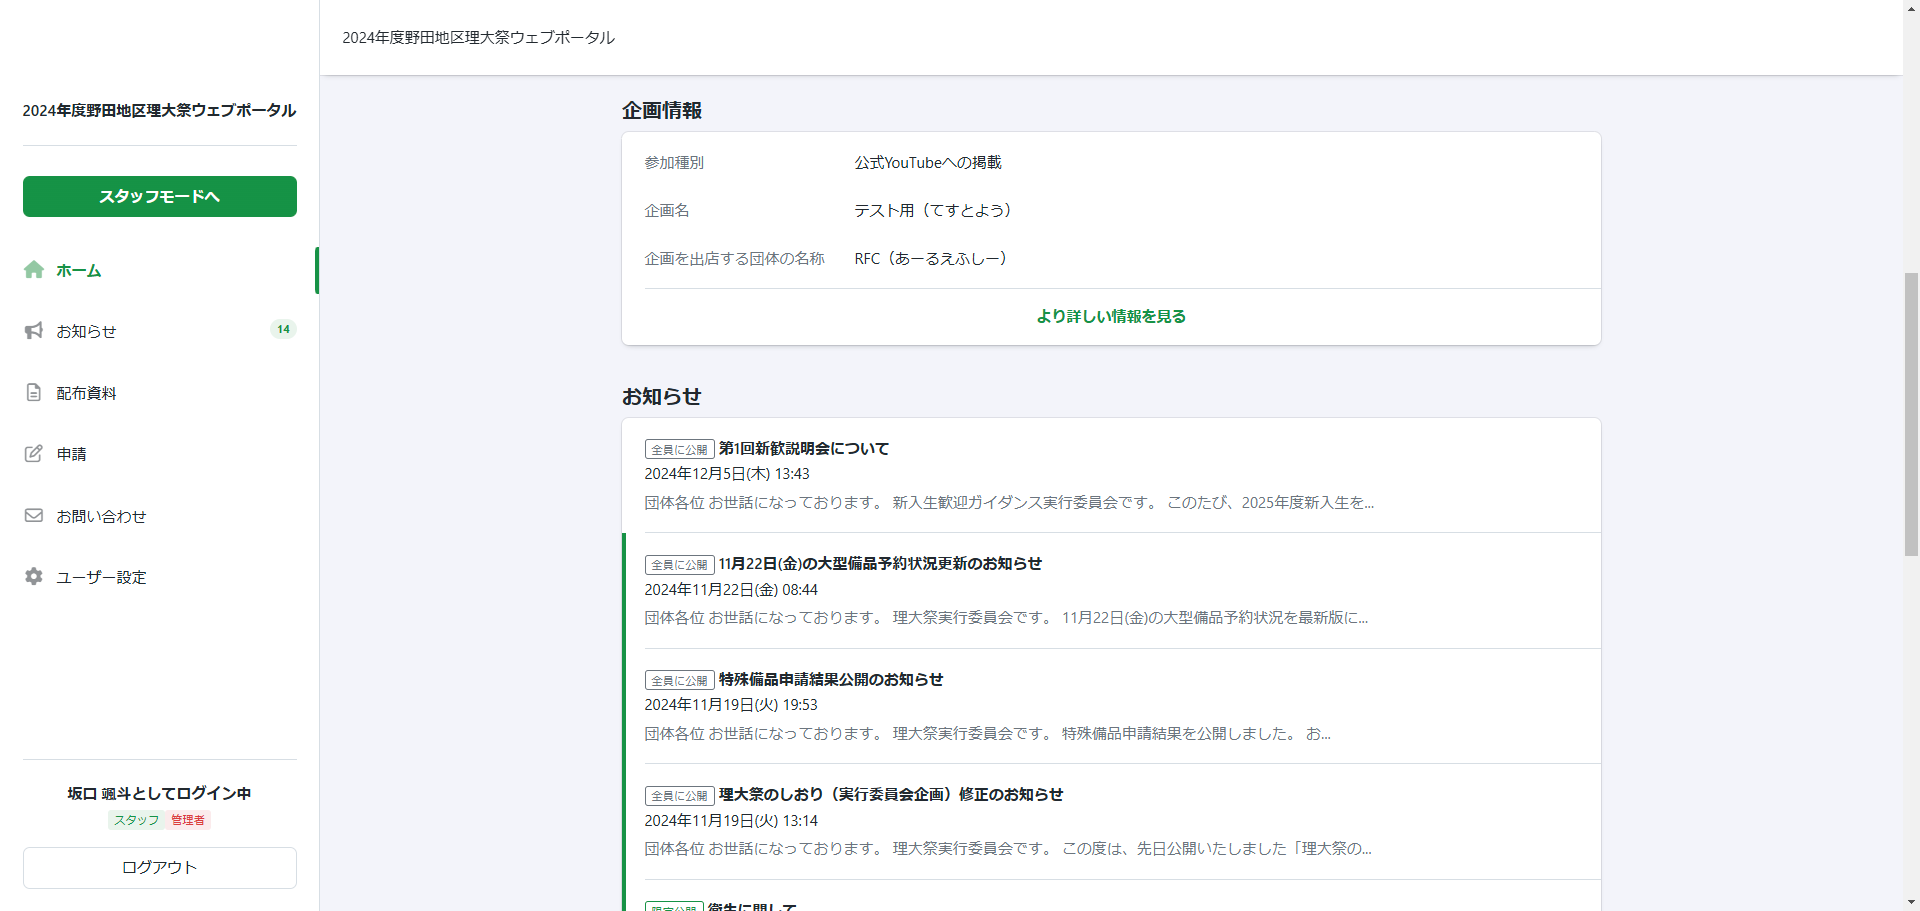 2024年度野田地区理大祭ウェブポータル
2024年度野田地区理大祭ウェブポータル
スタッフモードへ
ホーム
お知らせ 14
配布資料
申請
お問い合わせ
ユーザー設定
坂口 颯斗としてログイン中
スタッフ 管理者
ログアウト
企画情報
参加種別 公式YouTubeへの掲載
企画名 テスト用（てすとよう）
企画を出店する団体の名称 RFC（あーるえふしー）
より詳しい情報を見る
お知らせ
全員に公開 第1回新歓説明会について
2024年12月5日(木) 13:43
団体各位 お世話になっております。 新入生歓迎ガイダンス実行委員会です。 このたび、2025年度新入生を...
全員に公開 11月22日(金)の大型備品予約状況更新のお知らせ
2024年11月22日(金) 08:44
団体各位 お世話になっております。 理大祭実行委員会です。 11月22日(金)の大型備品予約状況を最新版に...
全員に公開 特殊備品申請結果公開のお知らせ
2024年11月19日(火) 19:53
団体各位 お世話になっております。 理大祭実行委員会です。 特殊備品申請結果を公開しました。 お...
全員に公開 理大祭のしおり（実行委員会企画）修正のお知らせ
2024年11月19日(火) 13:14
団体各位 お世話になっております。 理大祭実行委員会です。 この度は、先日公開いたしました「理大祭の...
限定公開 衛生に関して